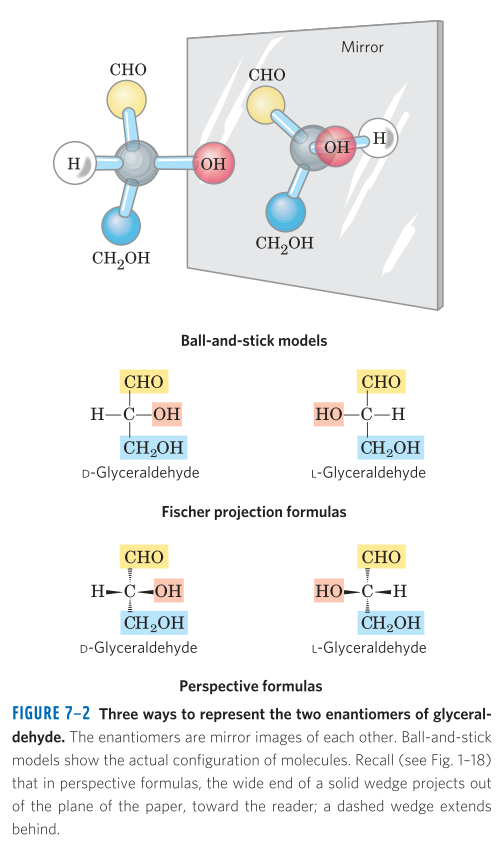 Mirror
CHO
H
OH
CH₂OH
CHO
OH
H
CH₂OH
Ball-and-stick models
CHO
H—C—OH
CH₂OH
D-Glyceraldehyde
CHO
HO—C—H
CH₂OH
L-Glyceraldehyde
Fischer projection formulas
CHO
H C OH
CH₂OH
D-Glyceraldehyde
CHO
HO C H
CH₂OH
L-Glyceraldehyde
Perspective formulas
FIGURE 7–2 Three ways to represent the two enantiomers of glyceral-
dehyde. The enantiomers are mirror images of each other. Ball-and-stick
models show the actual configuration of molecules. Recall (see Fig. 1–18)
that in perspective formulas, the wide end of a solid wedge projects out
of the plane of the paper, toward the reader; a dashed wedge extends
behind.